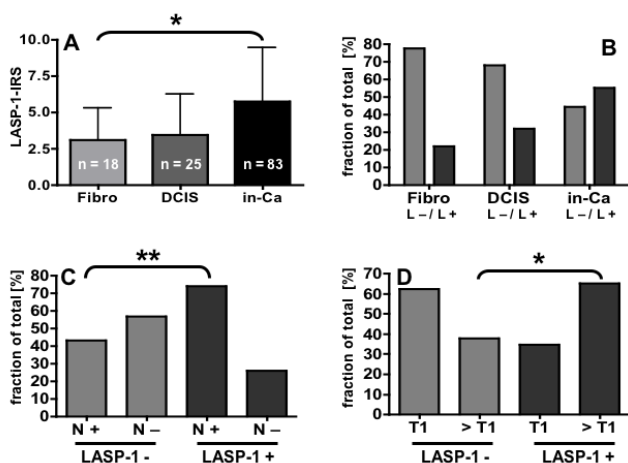 A
*
LASP-1-IRS
10.0
7.5
5.0
2.5
0.0
n = 18
n = 25
n = 83
Fibro
DCIS
in-Ca
B
fraction of total [%]
80
70
60
50
40
30
20
10
0
Fibro
DCIS
in-Ca
L –/ L +
L –/ L +
L –/ L +
C
**
fraction of total [%]
80
70
60
50
40
30
20
10
0
N +
N –
N +
N –
LASP-1 -
LASP-1 +
D
*
fraction of total [%]
80
70
60
50
40
30
20
10
0
T1
> T1
T1
> T1
LASP-1 -
LASP-1 +